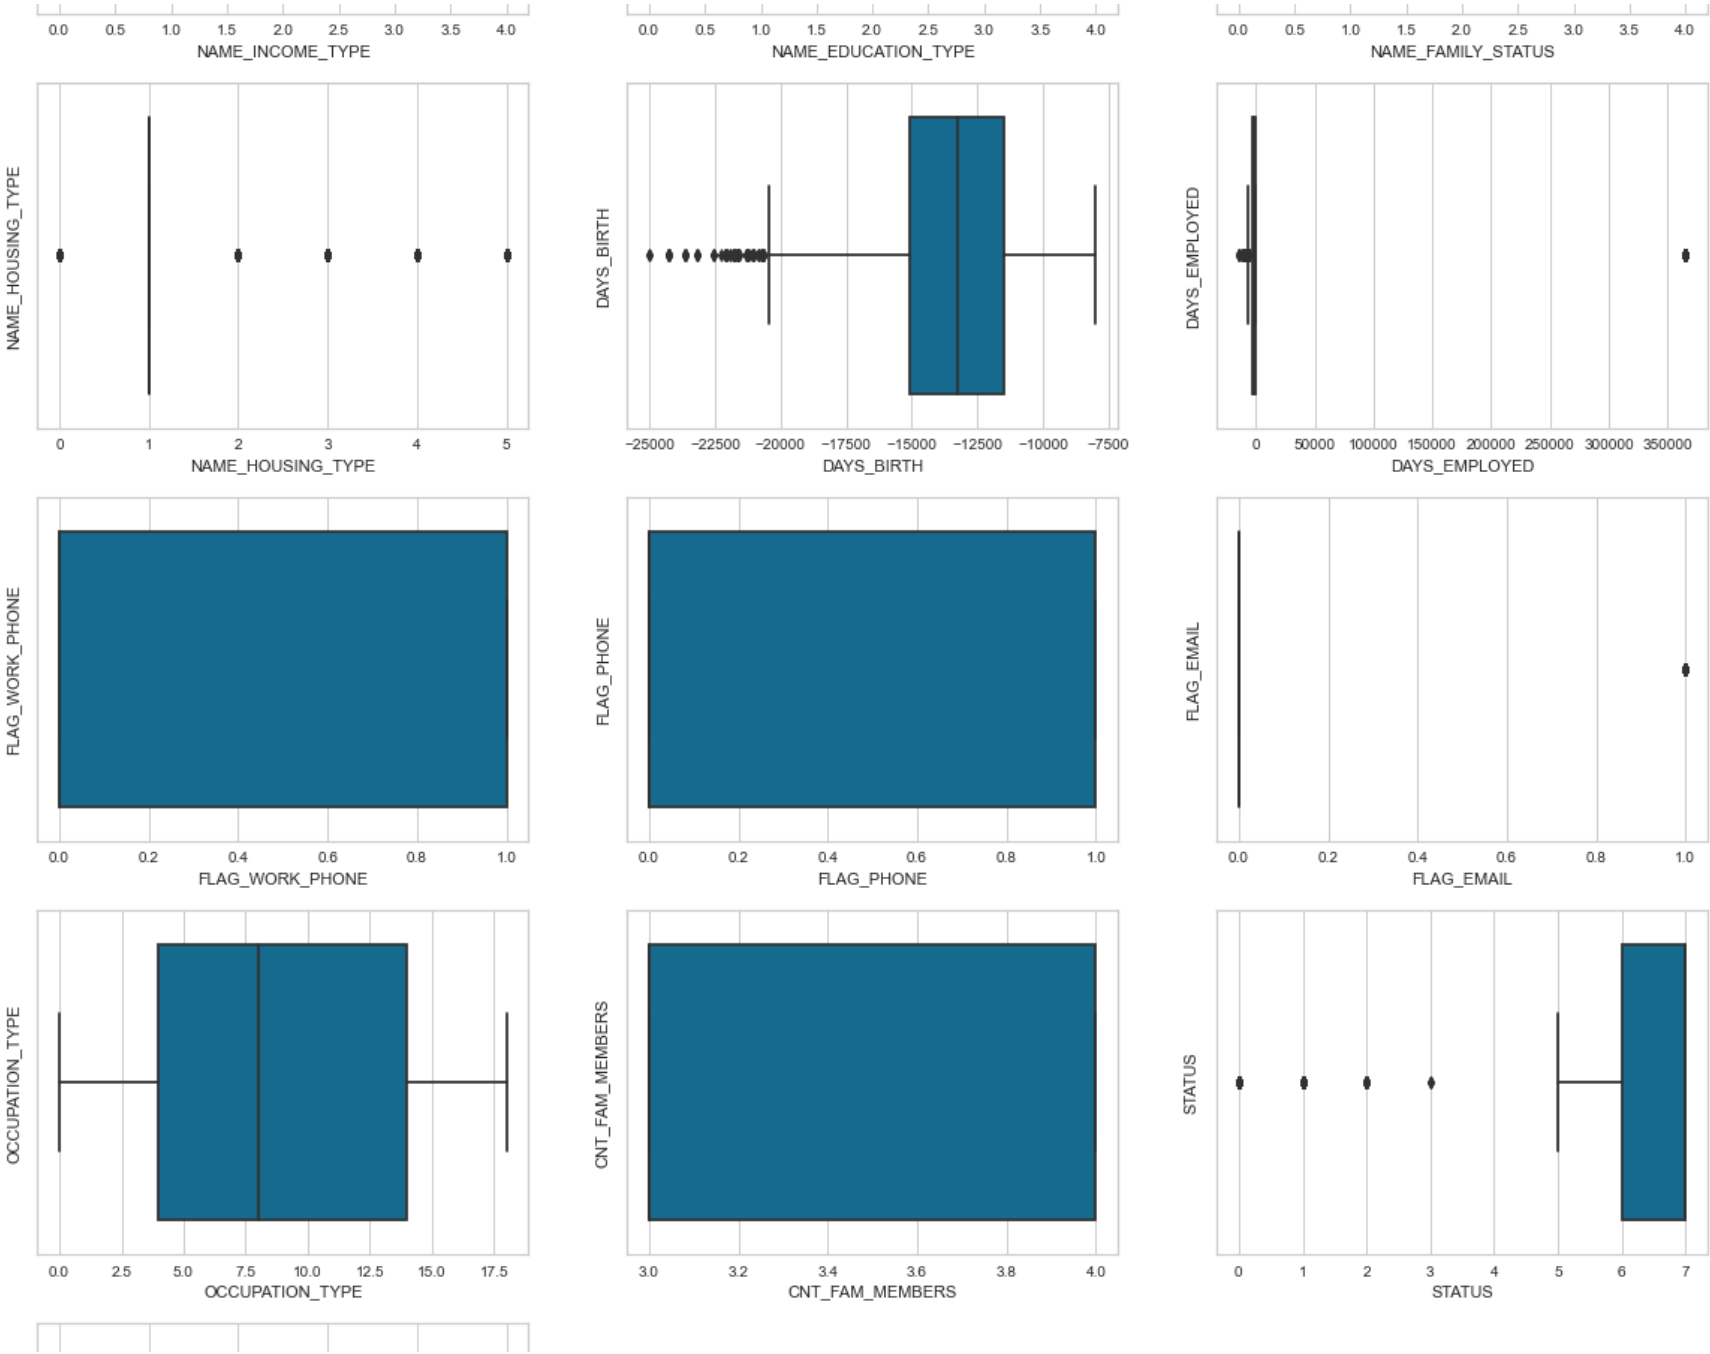 0.0 0.5 1.0 1.5 2.0 2.5 3.0 3.5 4.0
NAME_INCOME_TYPE
0.0 0.5 1.0 1.5 2.0 2.5 3.0 3.5 4.0
NAME_EDUCATION_TYPE
0.0 0.5 1.0 1.5 2.0 2.5 3.0 3.5 4.0
NAME_FAMILY_STATUS
NAME_HOUSING_TYPE
0 1 2 3 4 5
NAME_HOUSING_TYPE
DAYS_BIRTH
−25000 −22500 −20000 −17500 −15000 −12500 −10000 −7500
DAYS_BIRTH
DAYS_EMPLOYED
0 50000 100000 150000 200000 250000 300000 350000
DAYS_EMPLOYED
FLAG_WORK_PHONE
0.0 0.2 0.4 0.6 0.8 1.0
FLAG_WORK_PHONE
FLAG_PHONE
0.0 0.2 0.4 0.6 0.8 1.0
FLAG_PHONE
FLAG_EMAIL
0.0 0.2 0.4 0.6 0.8 1.0
FLAG_EMAIL
OCCUPATION_TYPE
0.0 2.5 5.0 7.5 10.0 12.5 15.0 17.5
OCCUPATION_TYPE
CNT_FAM_MEMBERS
3.0 3.2 3.4 3.6 3.8 4.0
CNT_FAM_MEMBERS
STATUS
0 1 2 3 4 5 6 7
STATUS